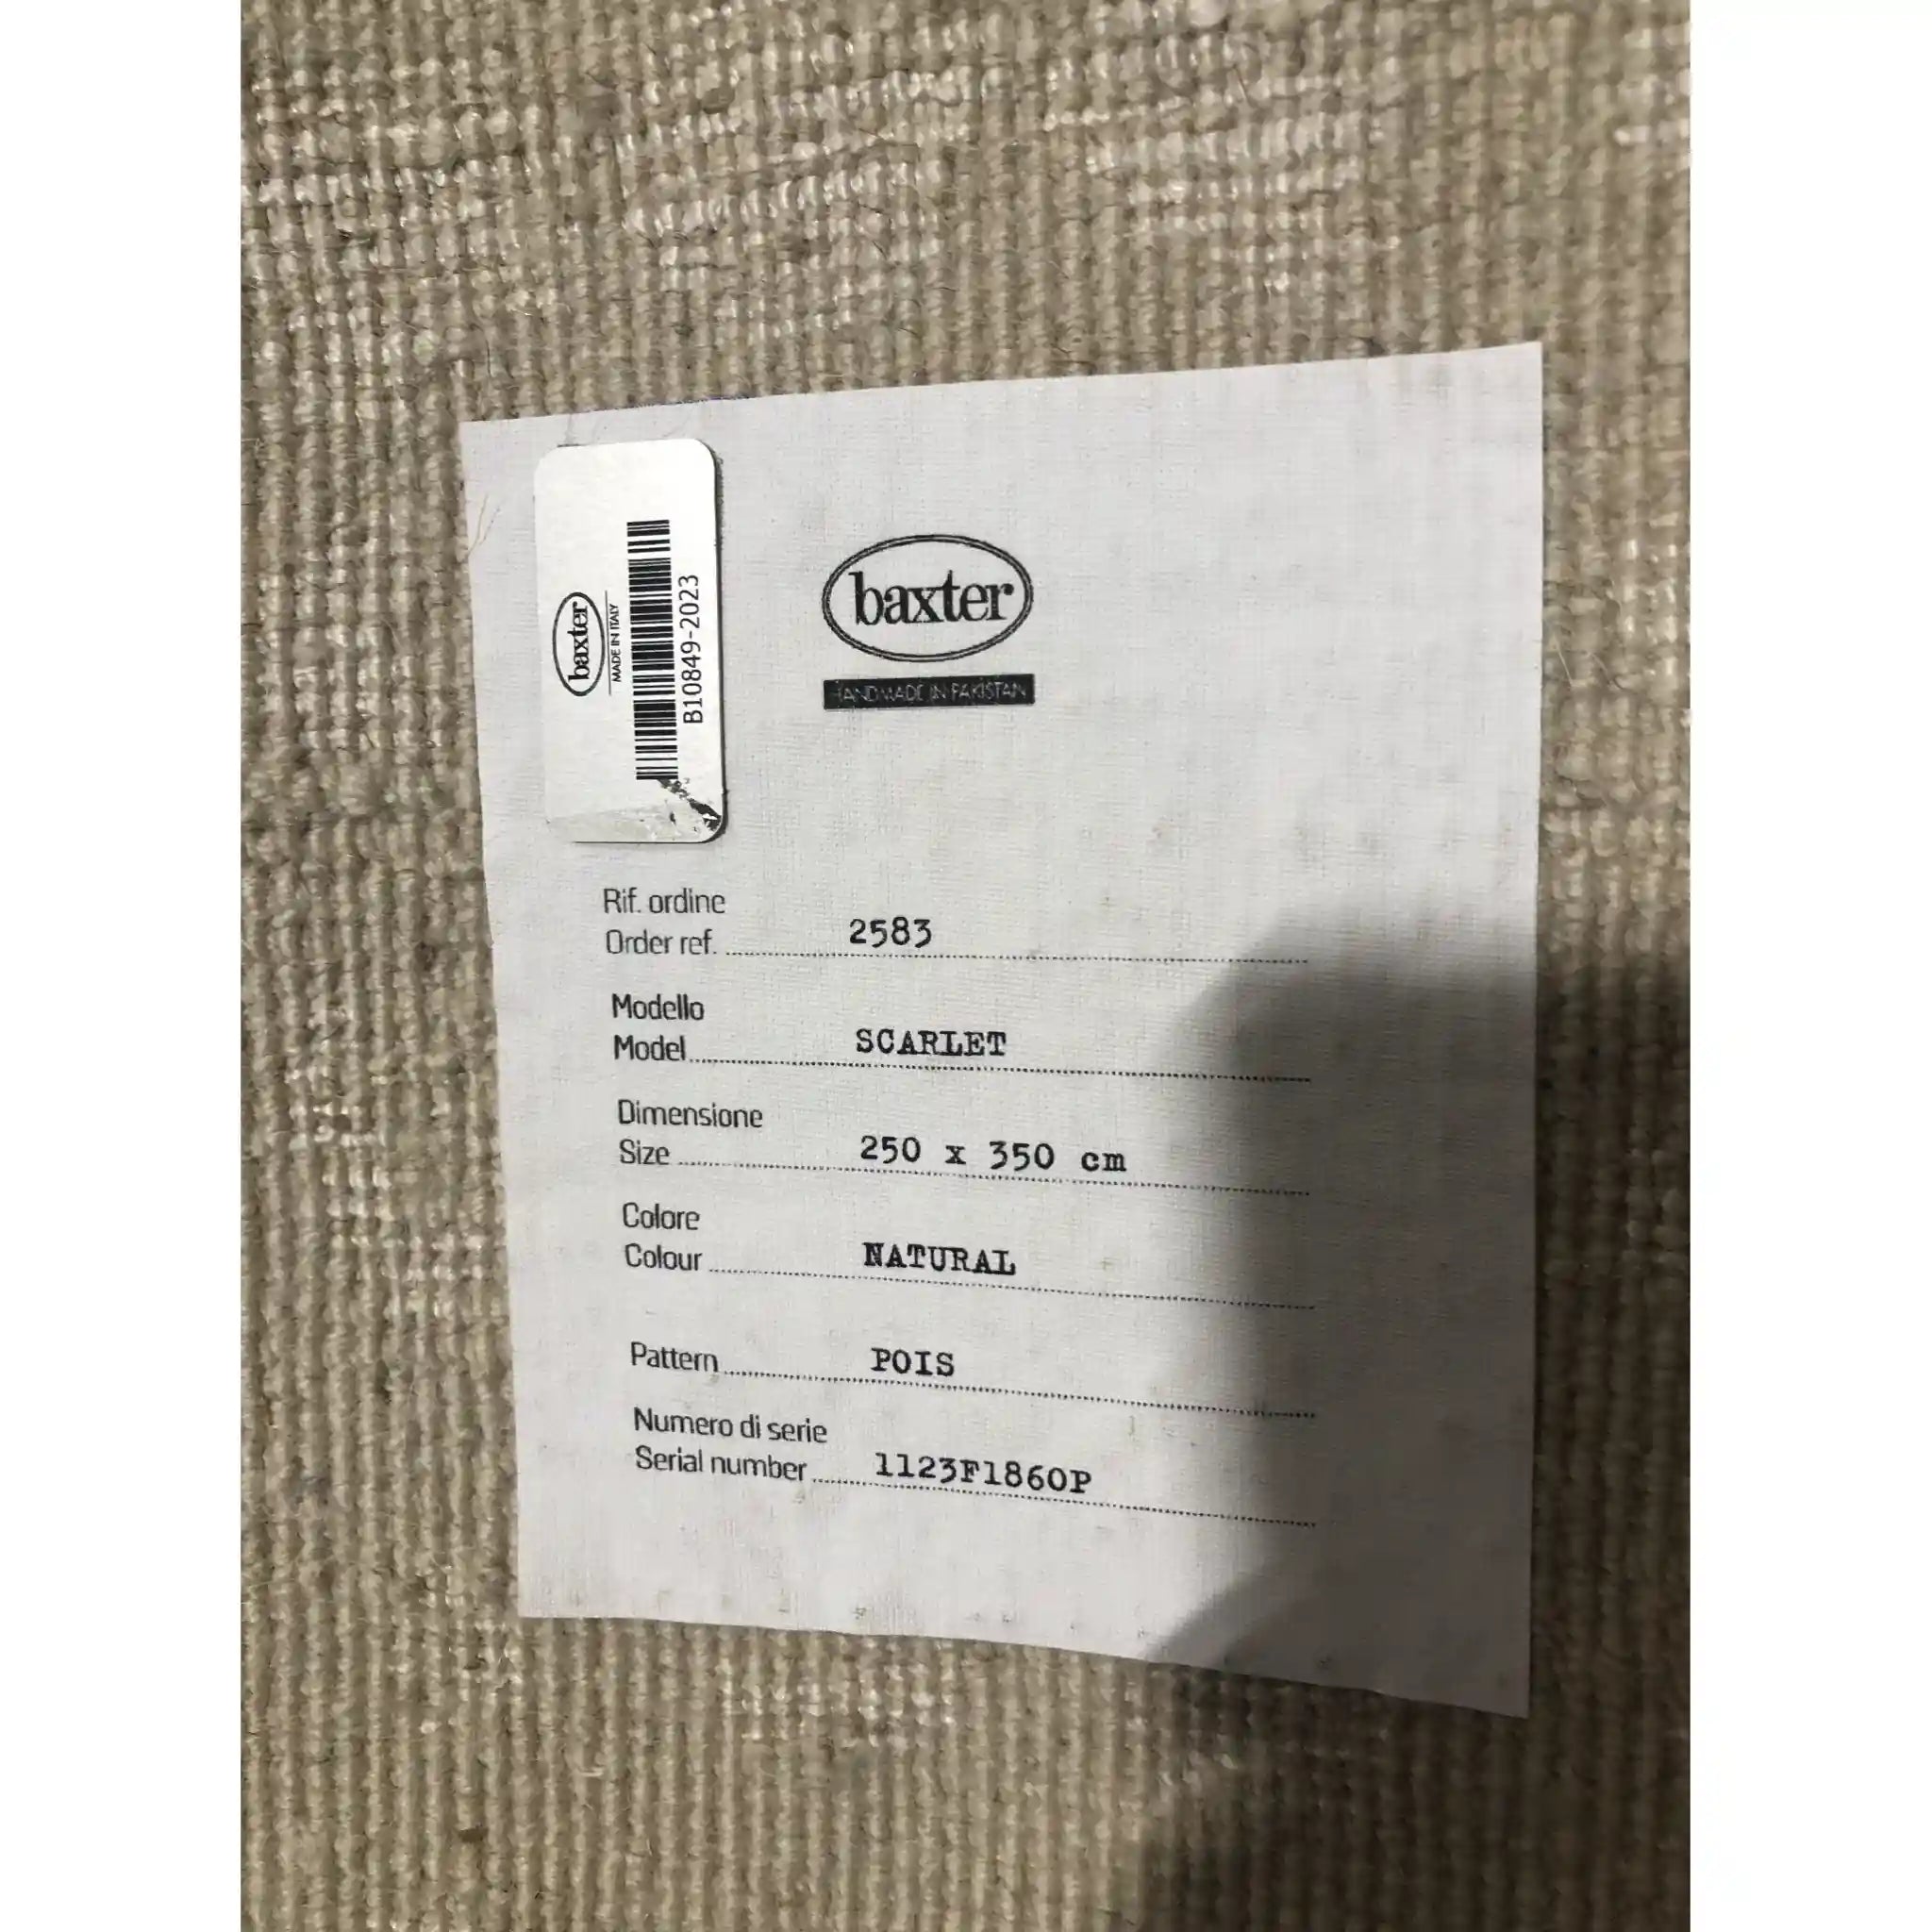 baxter
MADE IN ITALY
B10849-2023
baxter
HANDMADE IN PAKISTAN
Rif. ordine
Order ref. 2583
Modello
Model SCARLET
Dimensione
Size 250 x 350 cm
Colore
Colour NATURAL
Pattern POIS
Numero di serie
Serial number 1123F1860P